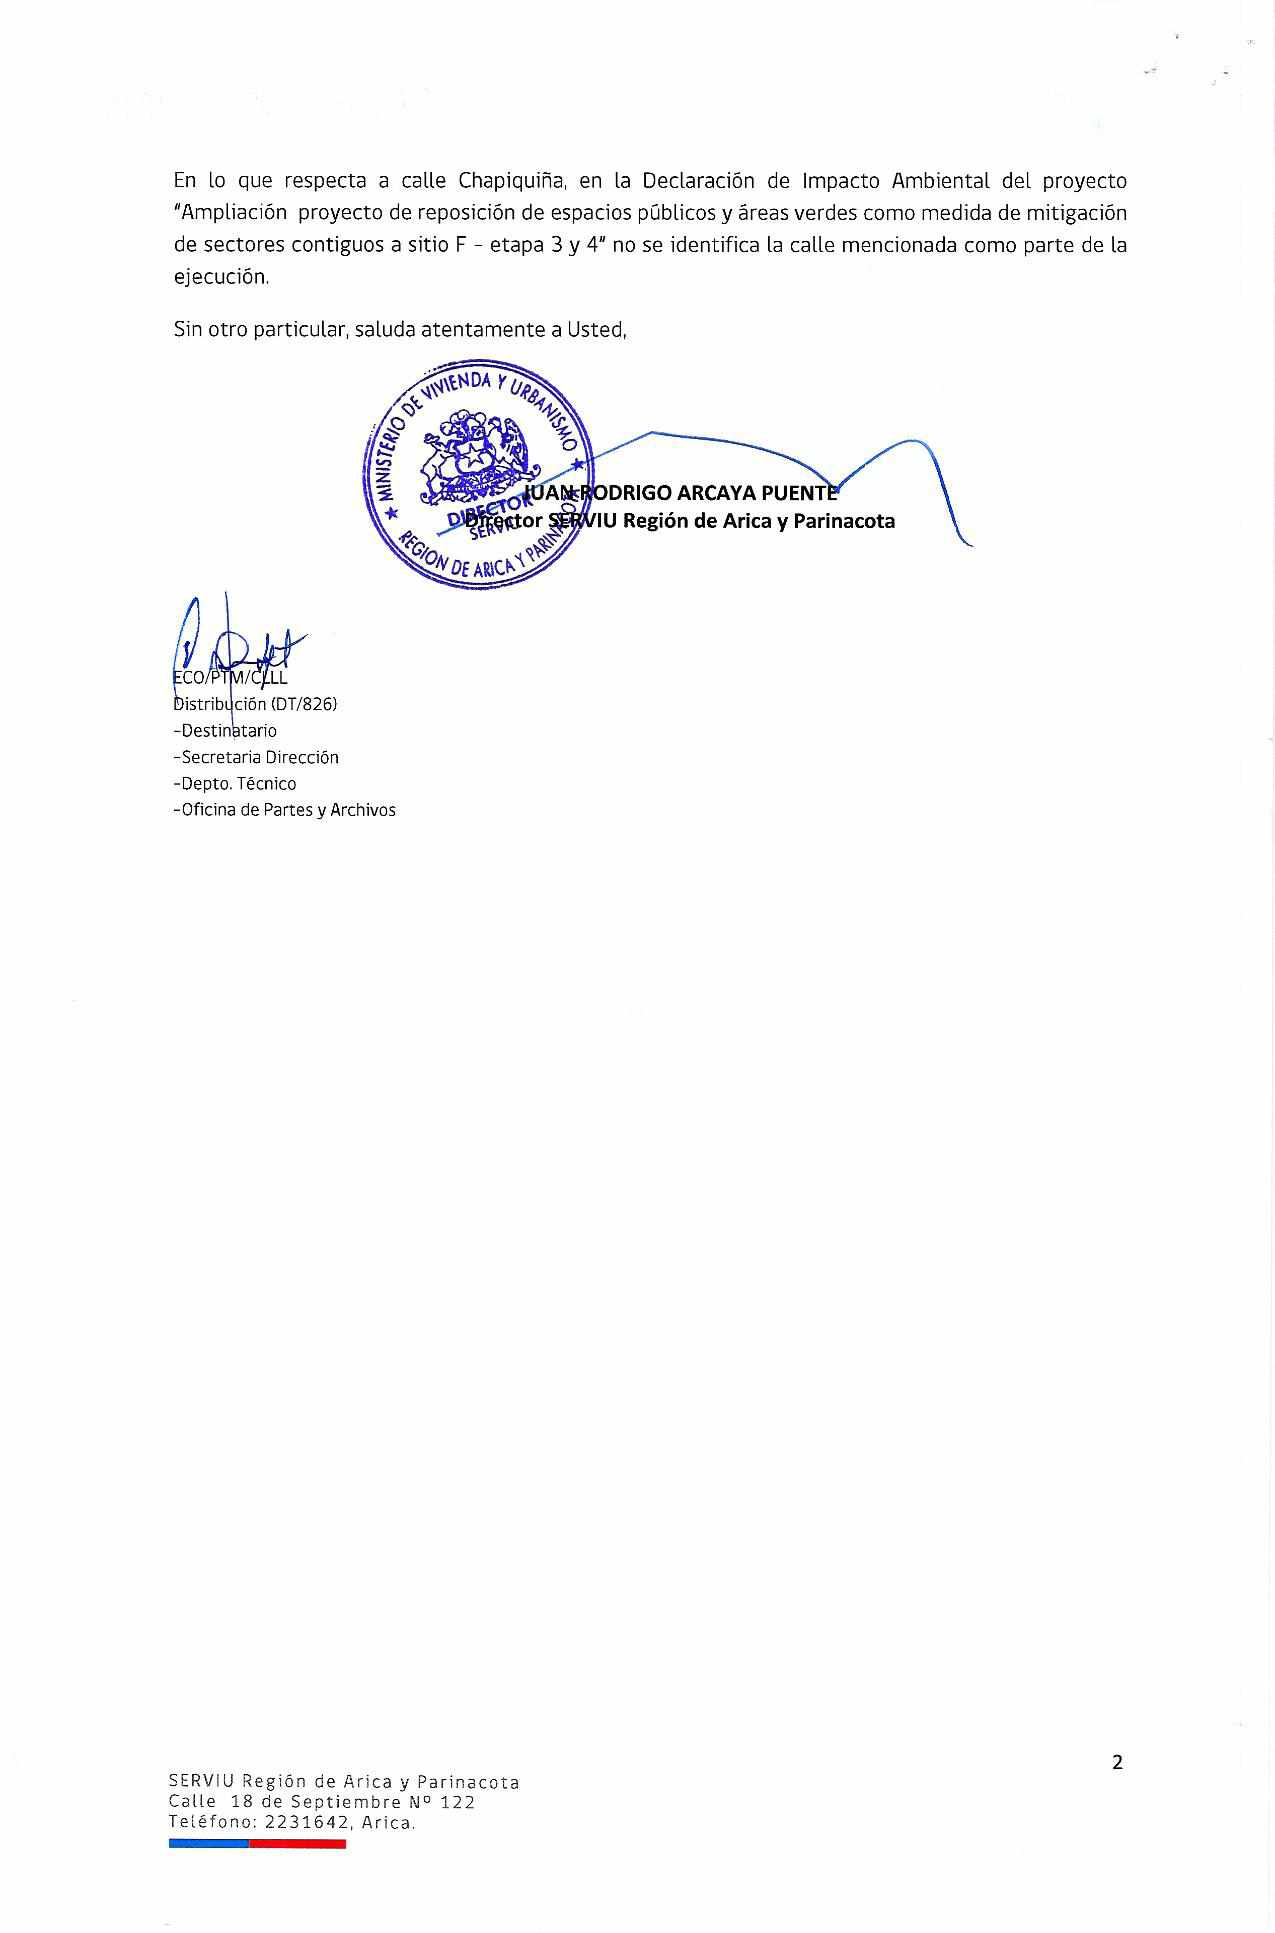 En lo que respecta a calle Chapiquiña, en la Declaración de Impacto Ambiental del proyecto
"Ampliación proyecto de reposición de espacios públicos y áreas verdes como medida de mitigación
de sectores contiguos a sitio F - etapa 3 y 4" no se identifica la calle mencionada como parte de la
ejecución.
Sin otro particular, saluda atentamente a Usted,
MINISTERIO DE VIVIENDA Y URBANISMO
DIRECTOR
SERVIU
REGION DE ARICA Y PARINACOTA
JUAN RODRIGO ARCAYA PUENTE
Director SERVIU Región de Arica y Parinacota
ECO/PTM/CLLL
Distribución (DT/826)
-Destinatario
-Secretaria Dirección
-Depto. Técnico
-Oficina de Partes y Archivos
2
SERVIU Región de Arica y Parinacota
Calle 18 de Septiembre Nº 122
Teléfono: 2231642, Arica.